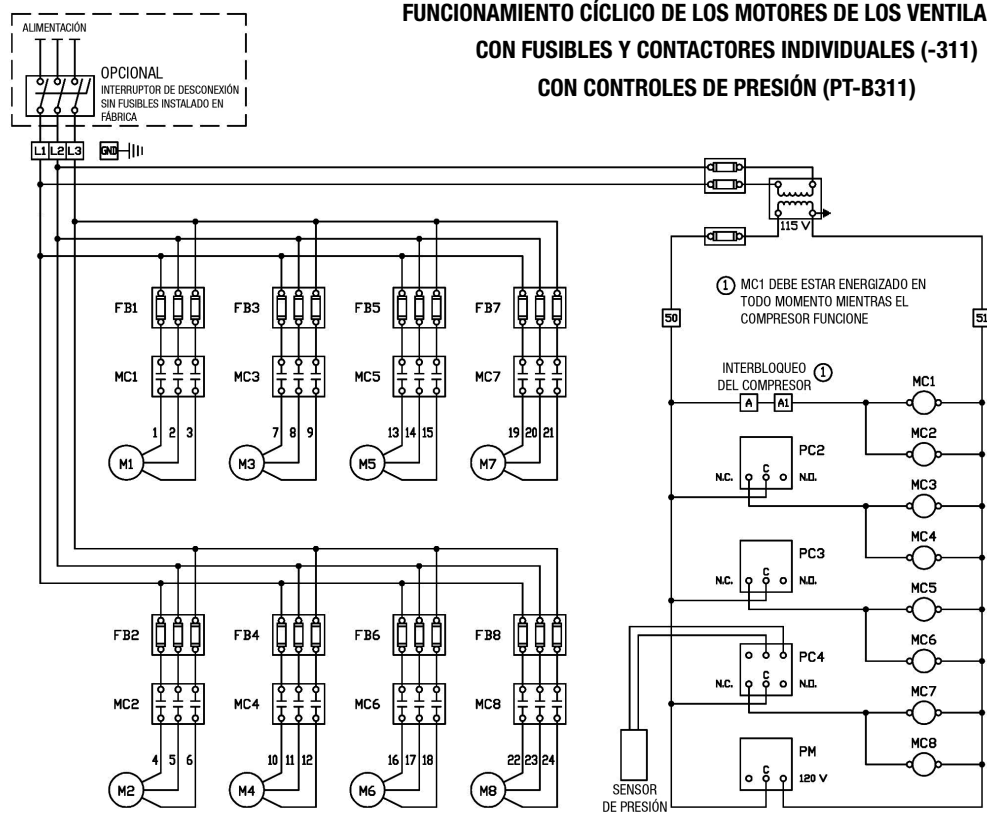 FUNCIONAMIENTO CÍCLICO DE LOS MOTORES DE LOS VENTILA
CON FUSIBLES Y CONTACTORES INDIVIDUALES (-311)
CON CONTROLES DE PRESIÓN (PT-B311)
ALIMENTACIÓN
OPCIONAL
INTERRUPTOR DE DESCONEXIÓN
SIN FUSIBLES INSTALADO EN
FÁBRICA
L1 L2 L3 GND
115 V
1 MC1 DEBE ESTAR ENERGIZADO EN
TODO MOMENTO MIENTRAS EL
COMPRESOR FUNCIONE
50
51
FB1 FB3 FB5 FB7
MC1 MC3 MC5 MC7
1 2 3 7 8 9 13 14 15 19 20 21
M1 M3 M5 M7
INTERBLOQUEO 1
DEL COMPRESOR
A A1
MC1
MC2
PC2
N.C. C N.O.
MC3
MC4
PC3
N.C. C N.O.
MC5
MC6
PC4
N.C. C N.O.
MC7
MC8
PM
C 120 V
SENSOR
DE PRESIÓN
FB2 FB4 FB6 FB8
MC2 MC4 MC6 MC8
4 5 6 10 11 12 16 17 18 22 23 24
M2 M4 M6 M8